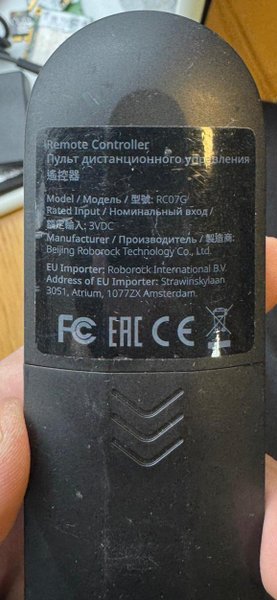 Remote Controller
Пульт дистанционного управления
遙控器
Model / Модель / 型號: RC07G
Rated Input / Номинальный вход /
額定輸入: 3VDC
Manufacturer / Производитель / 製造商:
Beijing Roborock Technology Co., Ltd.
EU Importer: Roborock International B.V.
Address of EU Importer: Strawinskylaan
3051, Atrium, 1077ZX Amsterdam.
FC EAC CE